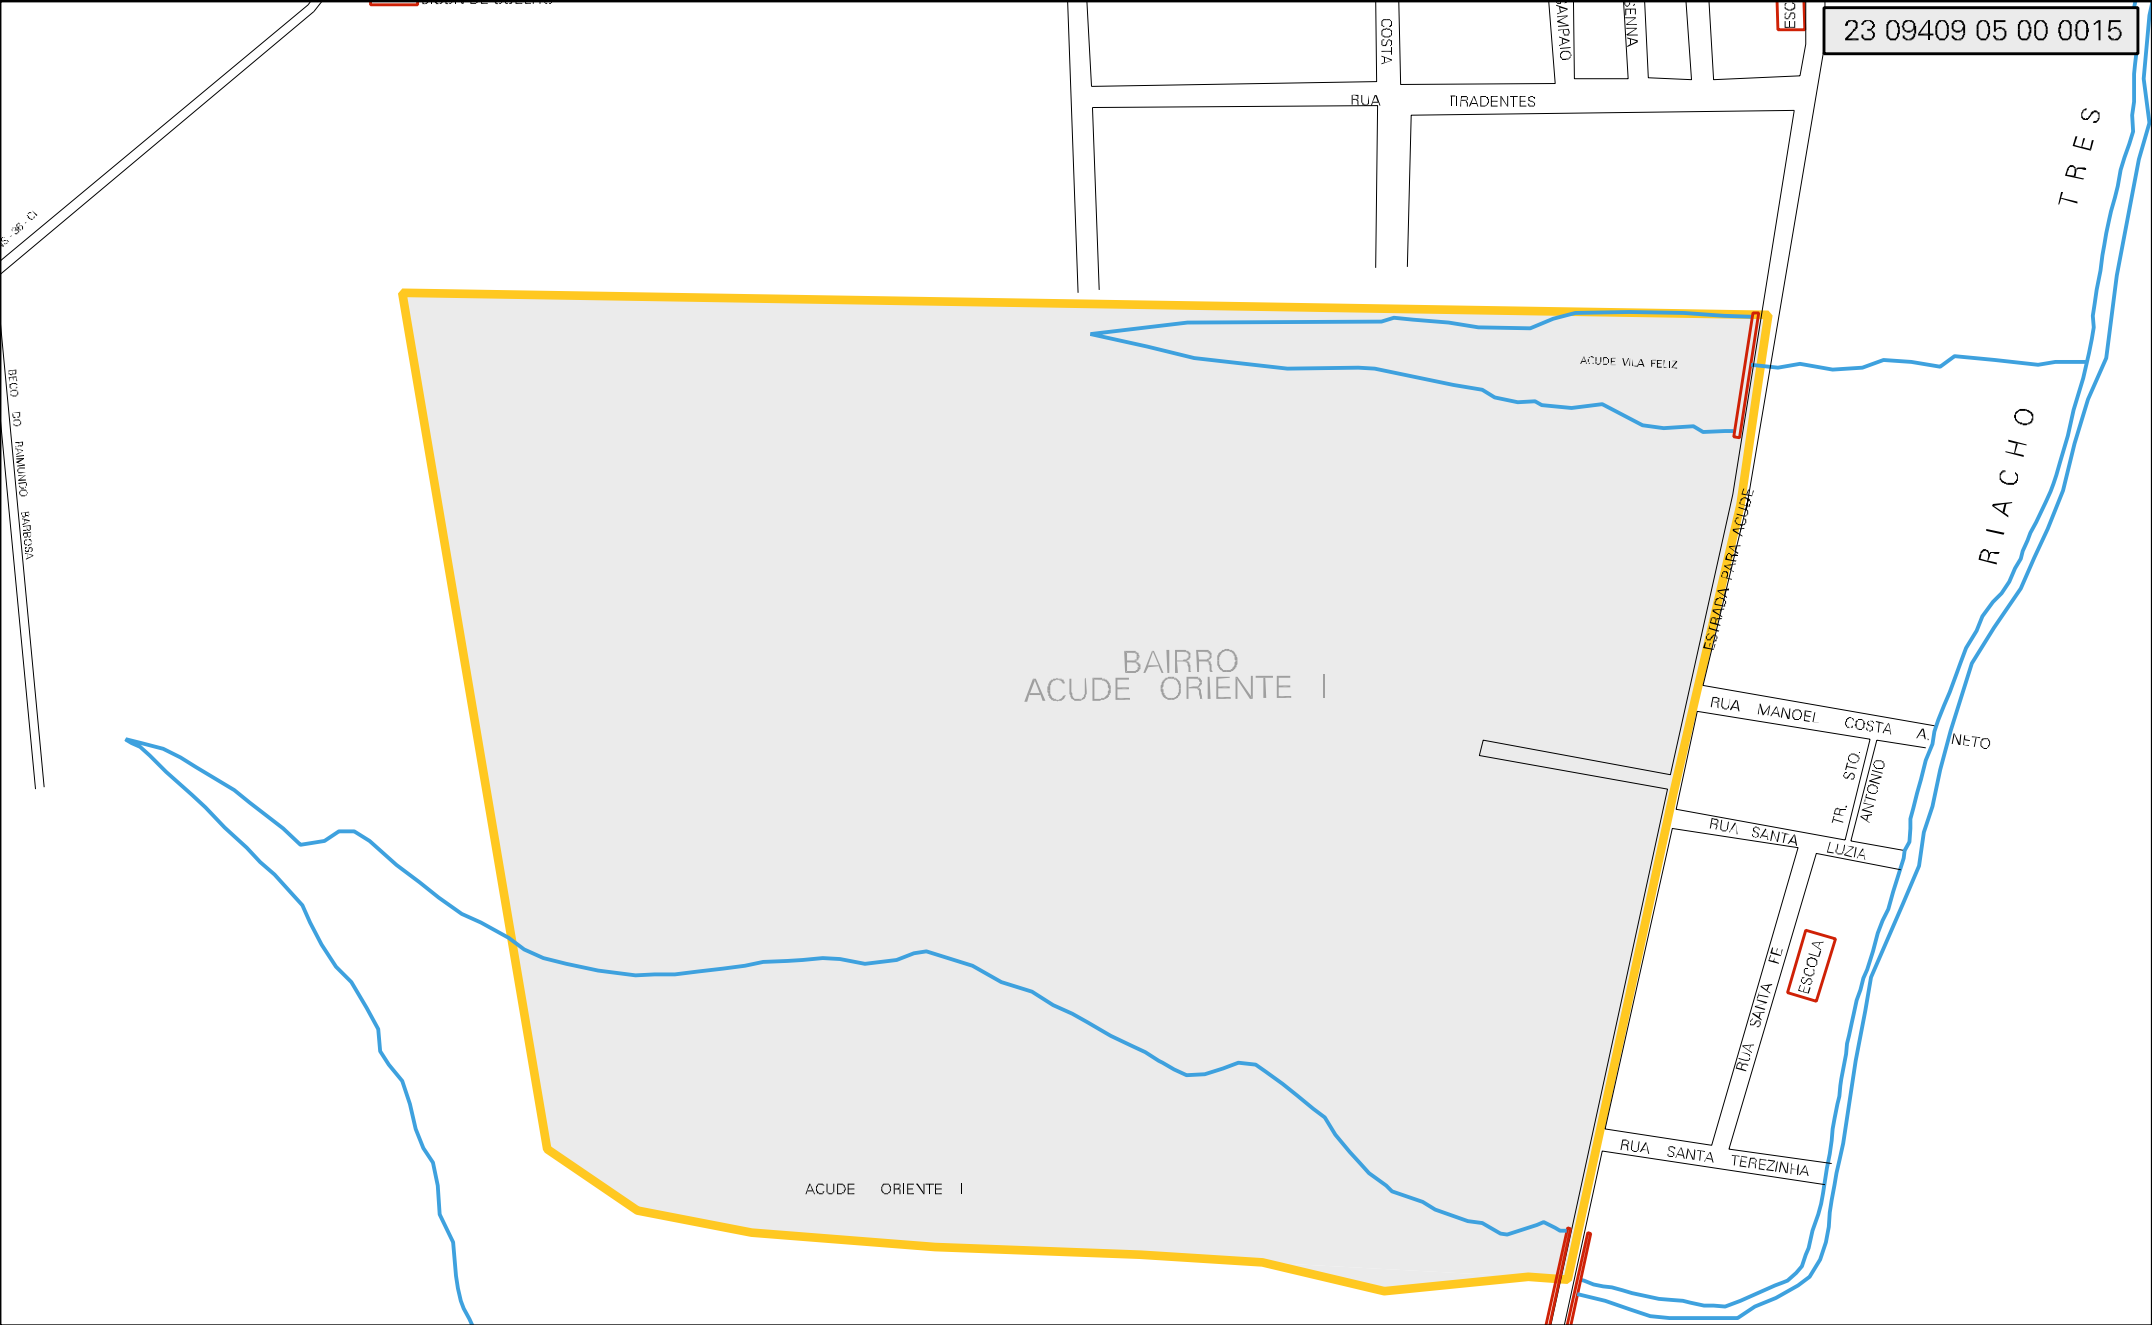 23 09409 05 00 0015
COSTA
SAMPAIO
SENNA
RUA TIRADENTES
TRES
RIACHO
BECO DO RAIMUNDO BARBOSA
ACUDE VILA FELIZ
ESTRADA PARA ACUDE
BAIRRO
ACUDE ORIENTE I
RUA MANOEL COSTA A. NETO
TR. STO.
ANTONIO
RUA SANTA LUZIA
ESCOLA
RUA SANTA FE
RUA SANTA TEREZINHA
ACUDE ORIENTE I